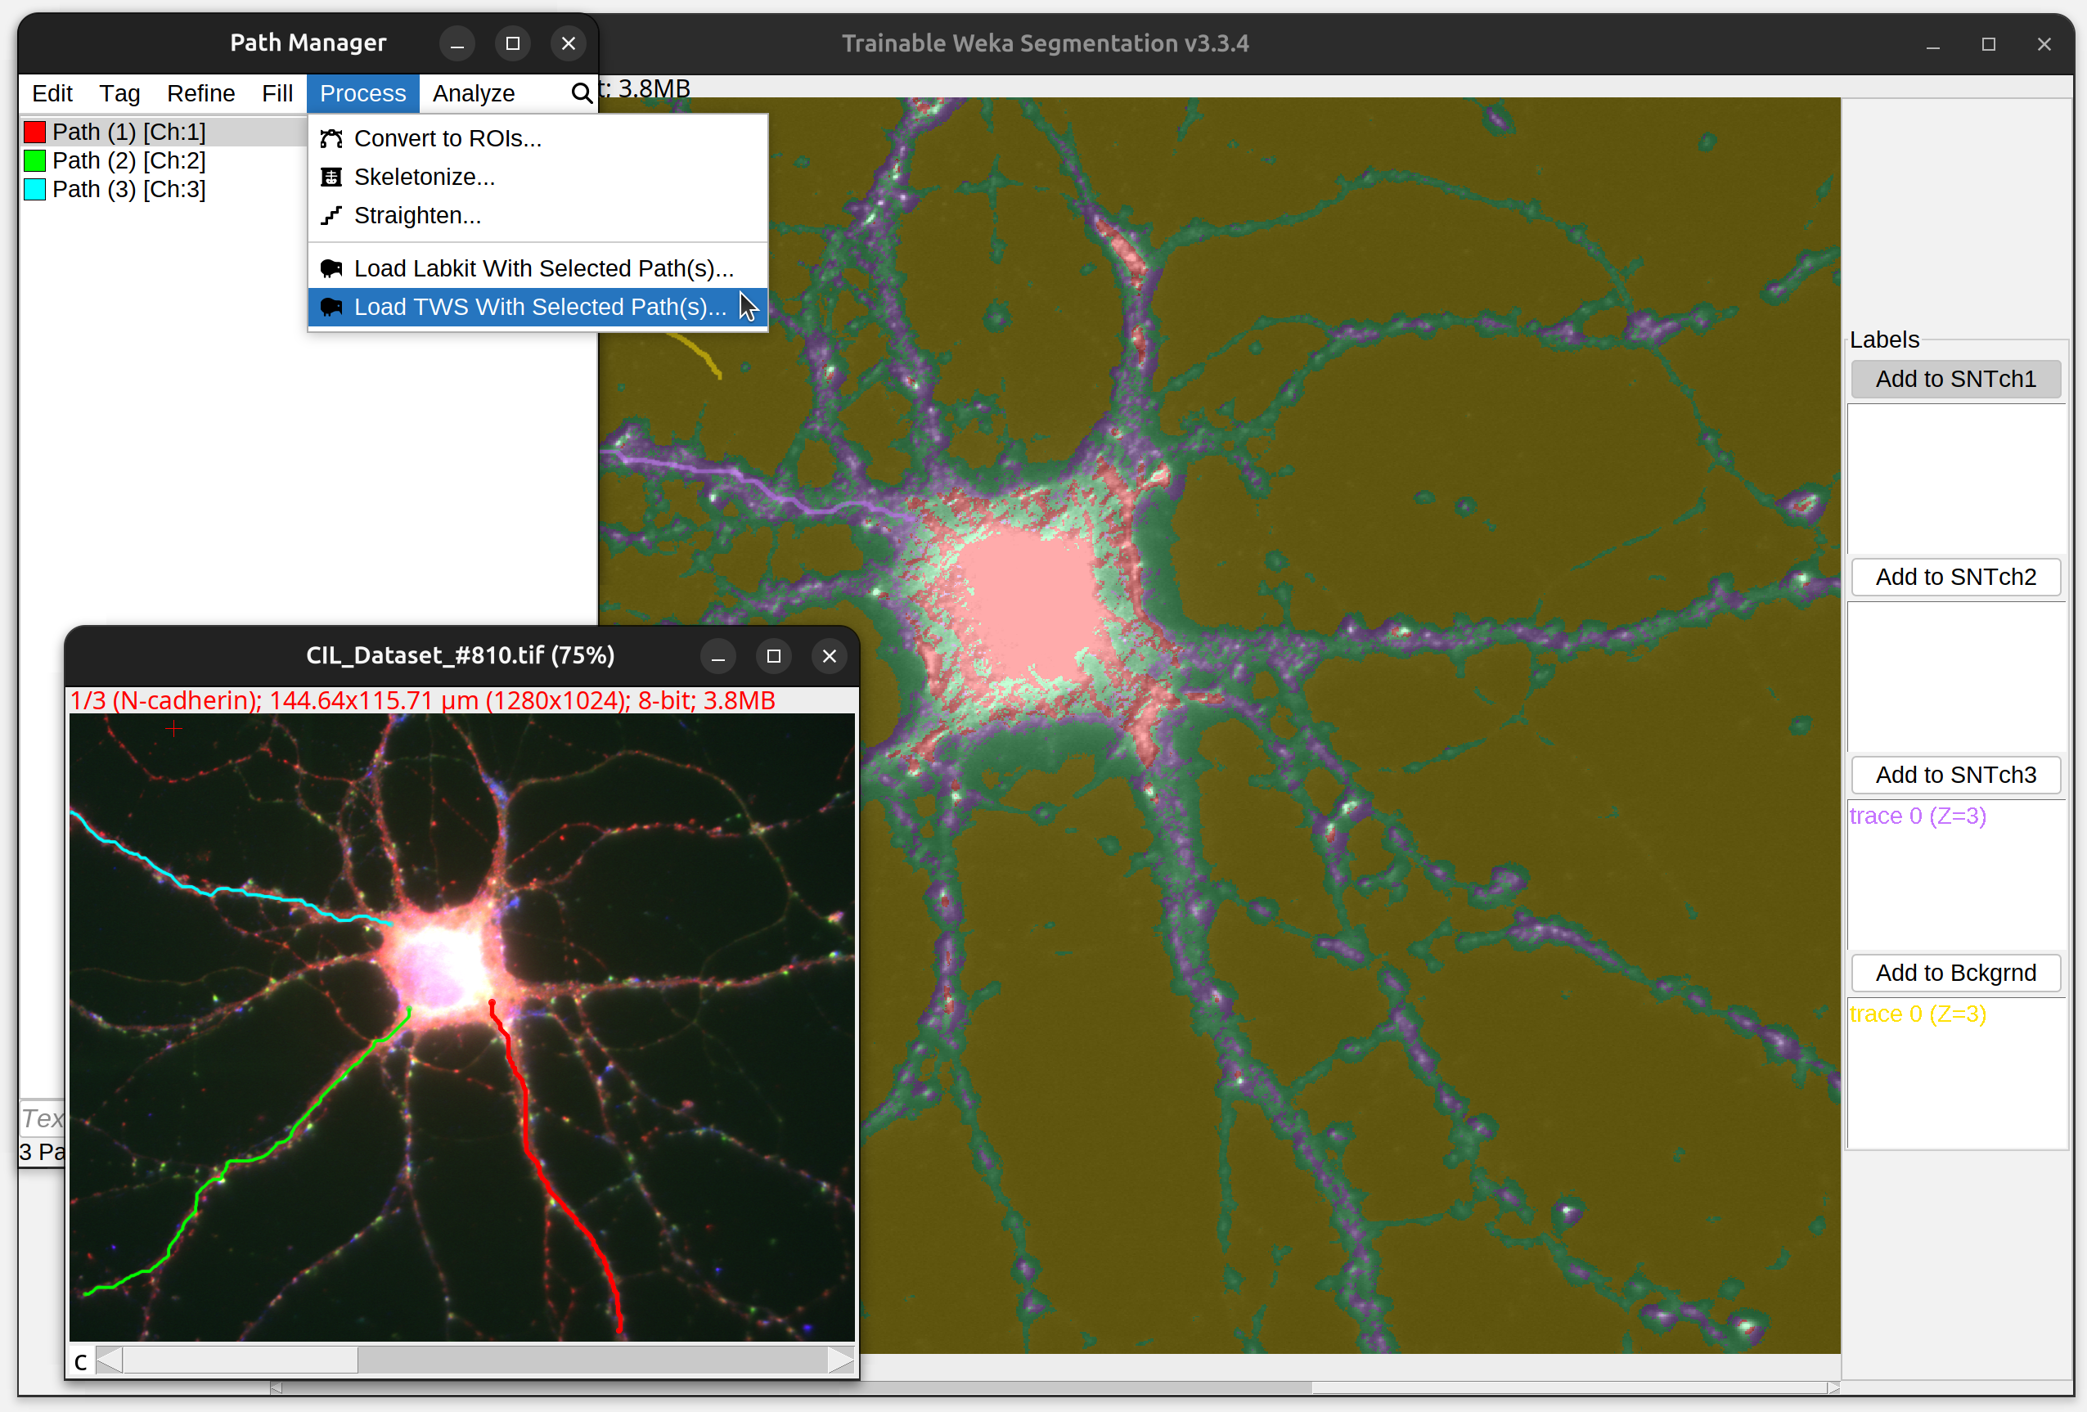 Path Manager
Trainable Weka Segmentation v3.3.4
Edit Tag Refine Fill Process Analyze
t; 3.8MB
Path (1) [Ch:1]
Path (2) [Ch:2]
Path (3) [Ch:3]
Convert to ROIs...
Skeletonize...
Straighten...
Load Labkit With Selected Path(s)...
Load TWS With Selected Path(s)...
Labels
Add to SNTch1
Add to SNTch2
Add to SNTch3
trace 0 (Z=3)
Add to Bckgrnd
trace 0 (Z=3)
Tex
3 Pa
CIL_Dataset_#810.tif (75%)
1/3 (N-cadherin); 144.64x115.71 µm (1280x1024); 8-bit; 3.8MB
c